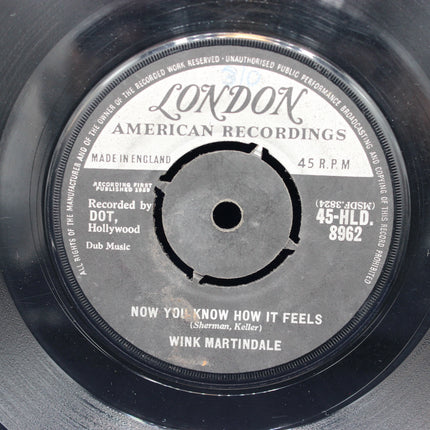 ALL RIGHTS OF THE MANUFACTURER AND OF THE OWNER OF THE RECORDED WORK RESERVED · UNAUTHORISED PUBLIC PERFORMANCE BROADCASTING AND COPYING OF THIS RECORD PROHIBITED
LONDON
AMERICAN RECORDINGS
MADE IN ENGLAND
45 R.P.M
RECORDING FIRST
PUBLISHED 1959
Recorded by
DOT,
Hollywood
Dub Music
(MSDF.3824)
45-HLD.
8962
NOW YOU KNOW HOW IT FEELS
(Sherman, Keller)
WINK MARTINDALE